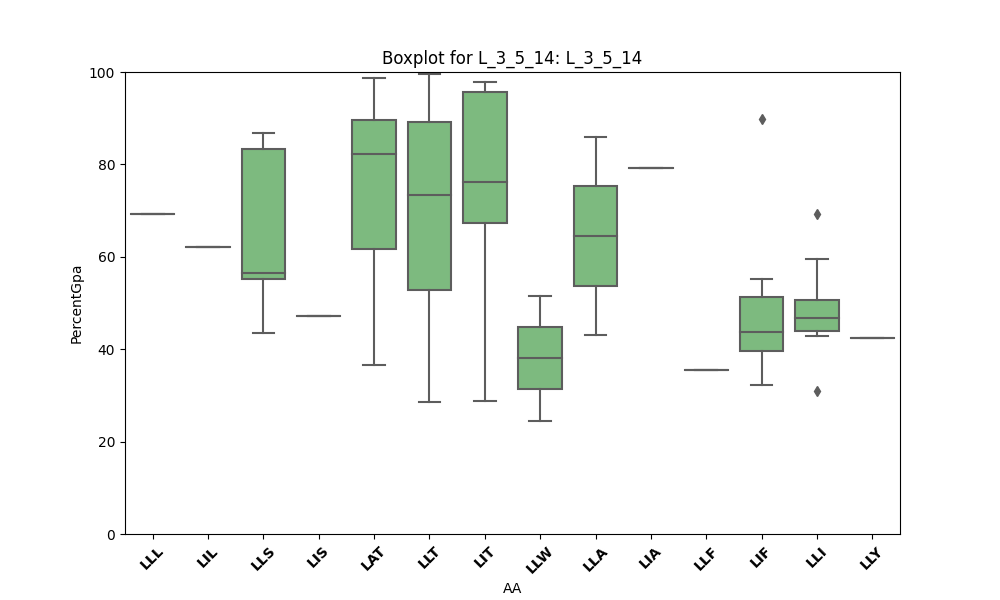 Boxplot for L_3_5_14: L_3_5_14
100
80
60
40
20
0
PercentGpa
LLL LIL LLS LIS LAT LLT LIT LLW LLA LIA LLF LIF LLI LLY
AA